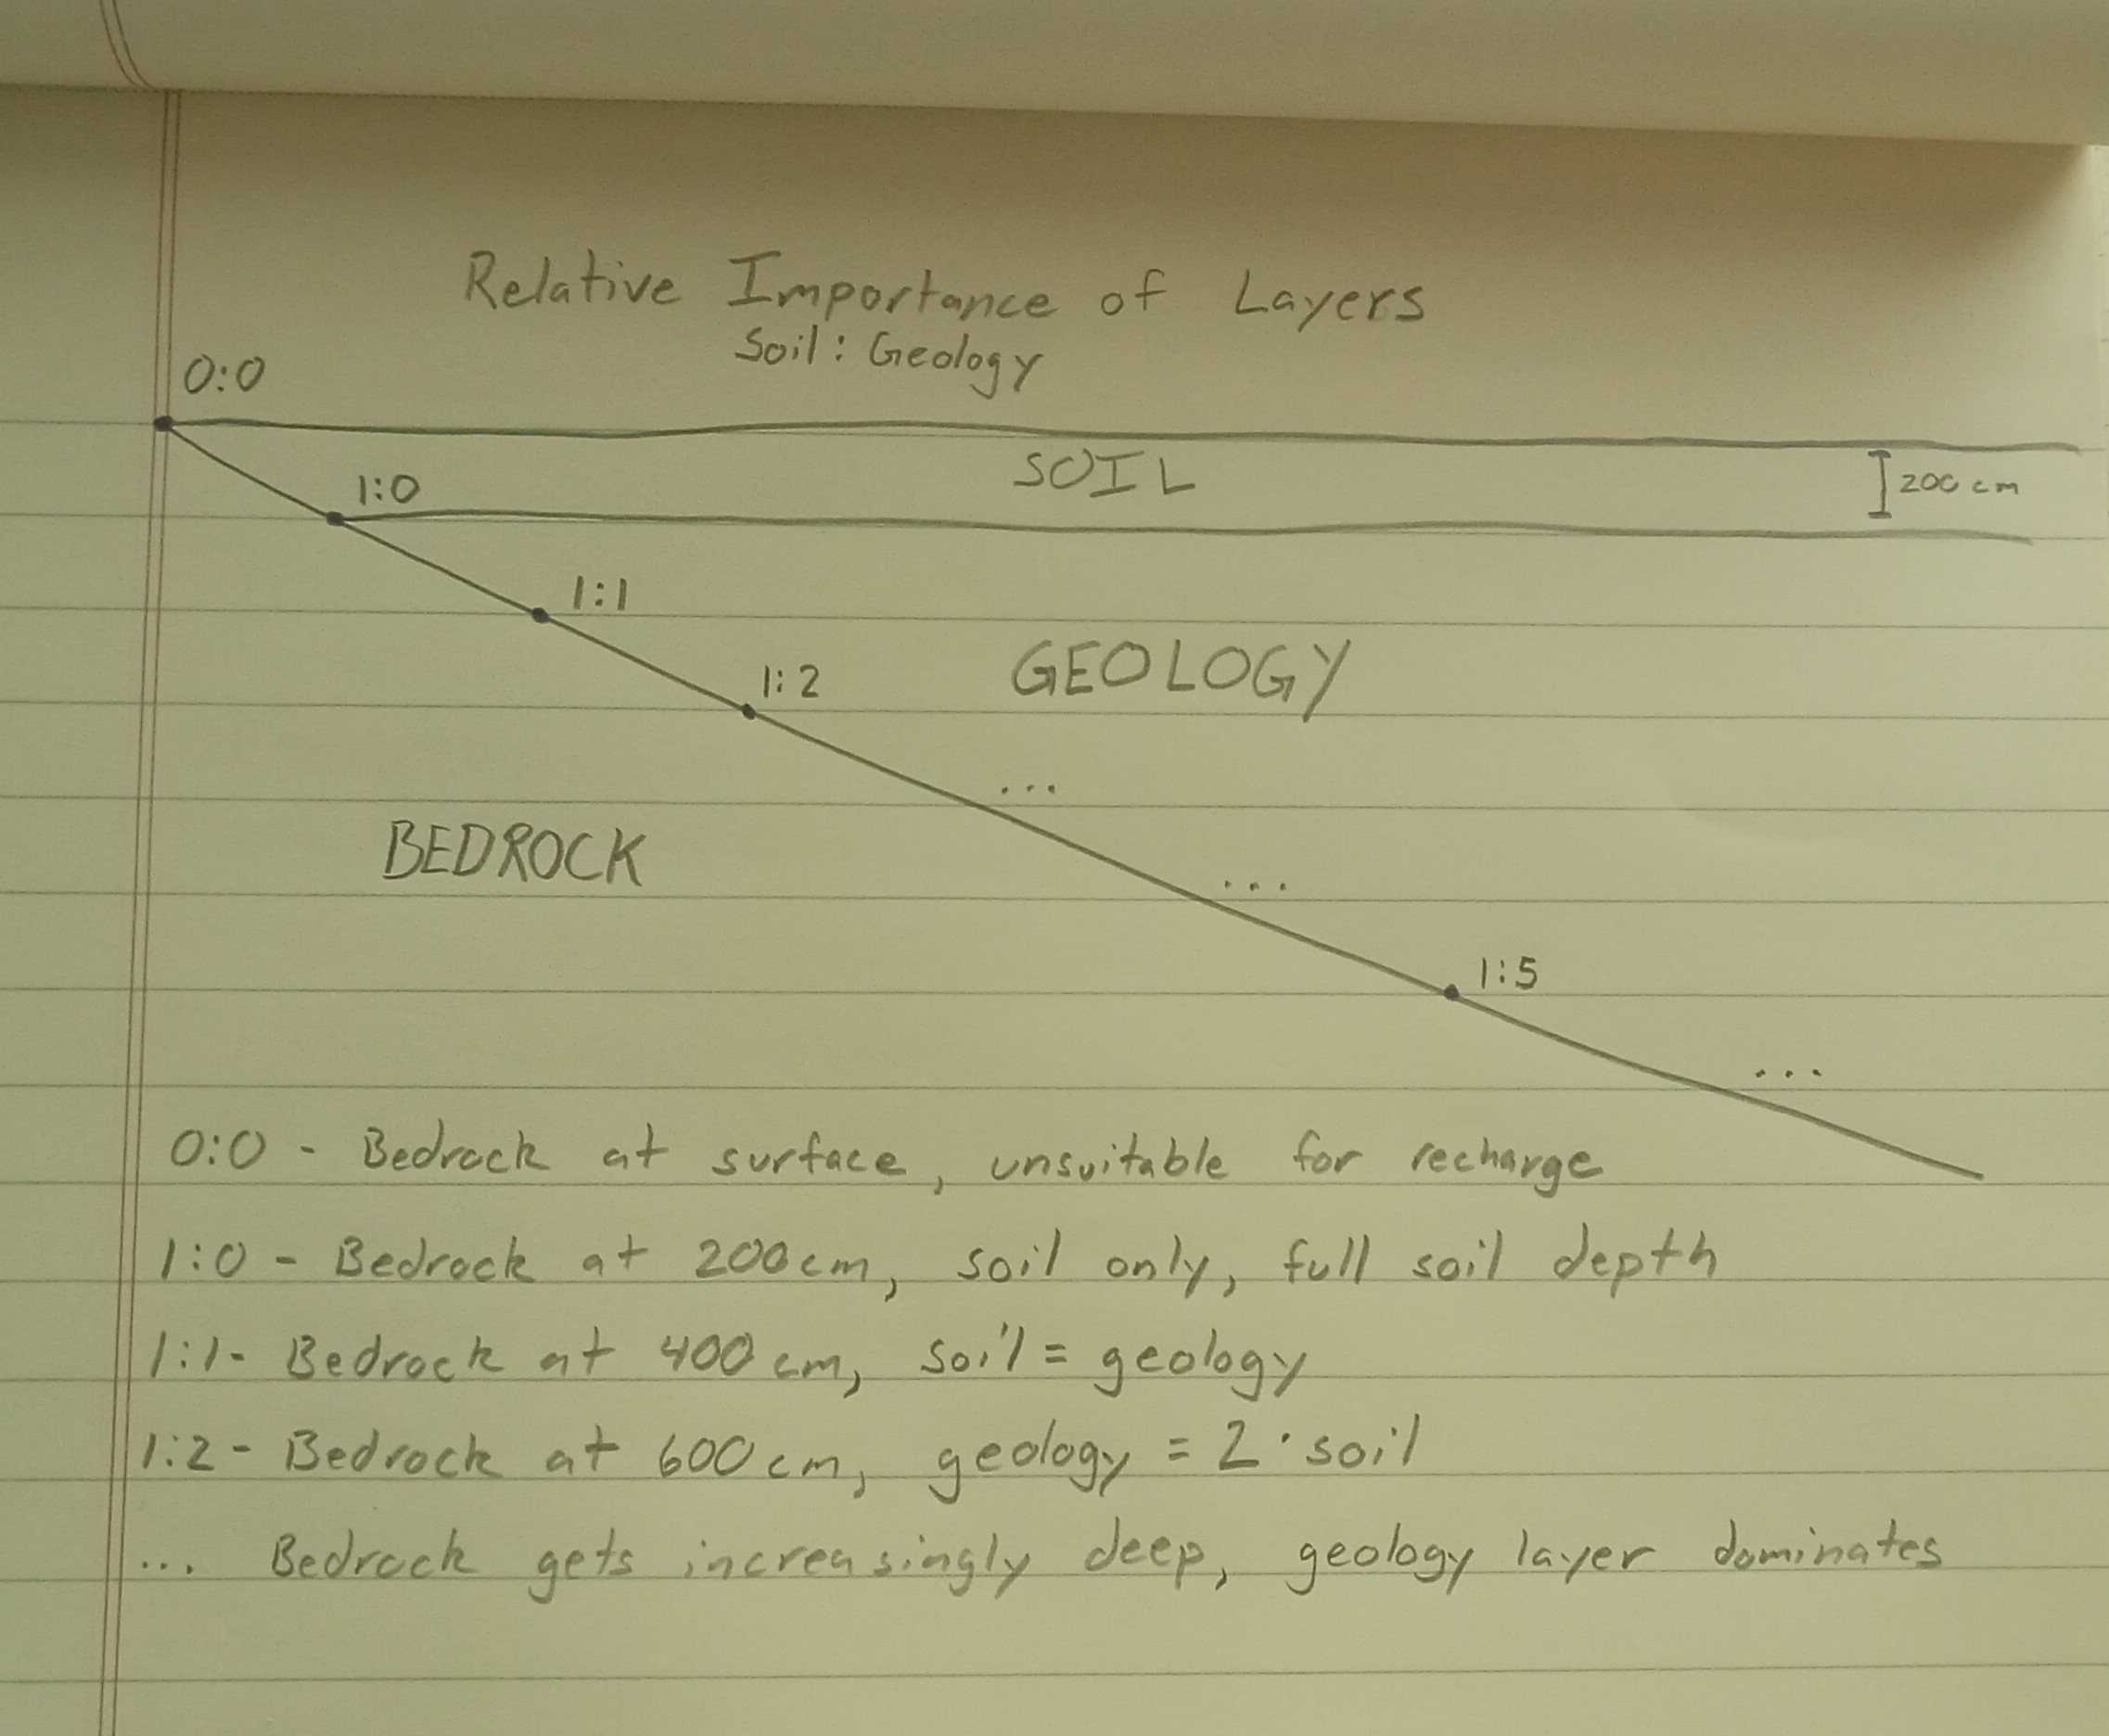 Relative Importance of Layers
Soil: Geology
0:0
SOIL
200 cm
1:0
1:1
GEOLOGY
1:2
...
BEDROCK
...
1:5
...
0:0 - Bedrock at surface, unsuitable for recharge
1:0 - Bedrock at 200cm, soil only, full soil depth
1:1- Bedrock at 400 cm, soil = geology
1:2 - Bedrock at 600 cm, geology = 2 · soil
... Bedrock gets increasingly deep, geology layer dominates